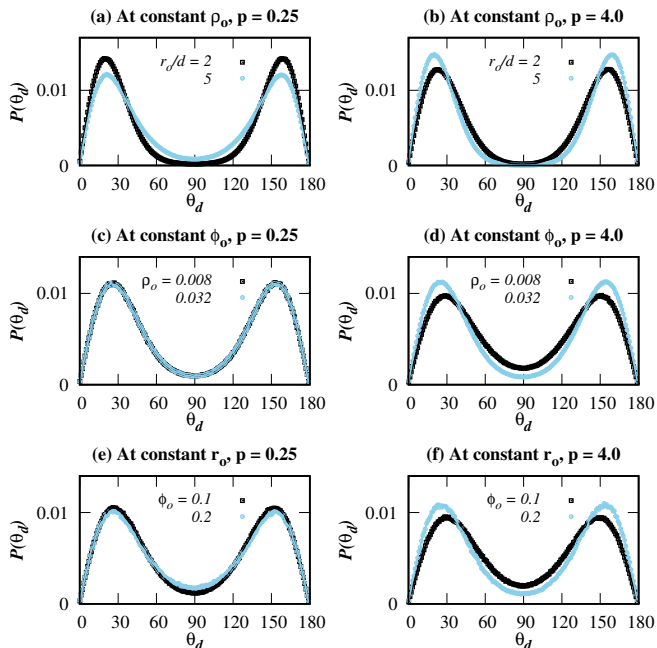 (a) At constant ρo, p = 0.25
P(θd)
0.01
0
ro/d = 2
5
0 30 60 90 120 150 180
θd
(b) At constant ρo, p = 4.0
P(θd)
0.01
0
ro/d = 2
5
0 30 60 90 120 150 180
θd
(c) At constant ϕo, p = 0.25
P(θd)
0.01
0
ρo = 0.008
0.032
0 30 60 90 120 150 180
θd
(d) At constant ϕo, p = 4.0
P(θd)
0.01
0
ρo = 0.008
0.032
0 30 60 90 120 150 180
θd
(e) At constant ro, p = 0.25
P(θd)
0.01
0
ϕo = 0.1
0.2
0 30 60 90 120 150 180
θd
(f) At constant ro, p = 4.0
P(θd)
0.01
0
ϕo = 0.1
0.2
0 30 60 90 120 150 180
θd